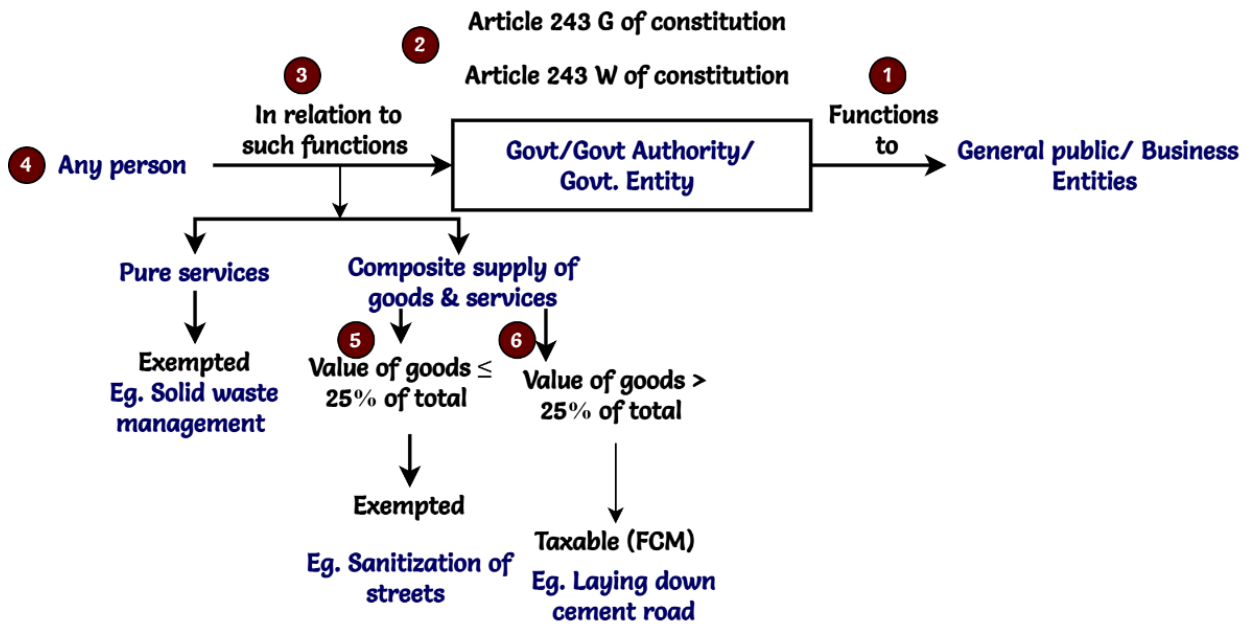 Article 243 G of constitution
2
Article 243 W of constitution
3
1
In relation to
such functions
Functions
to
4
Any person
Govt/Govt Authority/
Govt. Entity
General public/ Business
Entities
Pure services
Composite supply of
goods & services
5
6
Exempted
Eg. Solid waste
management
Value of goods ≤
25% of total
Value of goods >
25% of total
Exempted
Eg. Sanitization of
streets
Taxable (FCM)
Eg. Laying down
cement road